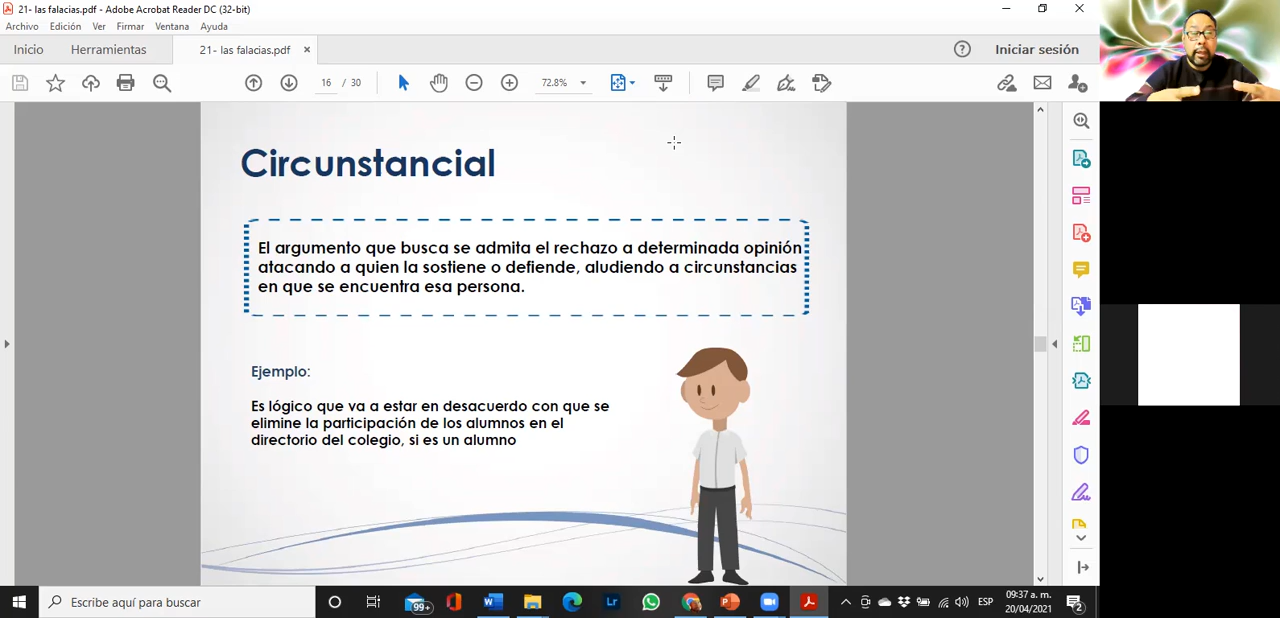 21- las falacias.pdf - Adobe Acrobat Reader DC (32-bit)
Archivo Edición Ver Firmar Ventana Ayuda
Inicio Herramientas 21- las falacias.pdf × Iniciar sesión
16 / 30 72.8%
Circunstancial
El argumento que busca se admita el rechazo a determinada opinión
atacando a quien la sostiene o defiende, aludiendo a circunstancias
en que se encuentra esa persona.
Ejemplo:
Es lógico que va a estar en desacuerdo con que se
elimine la participación de los alumnos en el
directorio del colegio, si es un alumno
Escribe aquí para buscar
99+
Lr
ESP
09:37 a. m.
20/04/2021
2